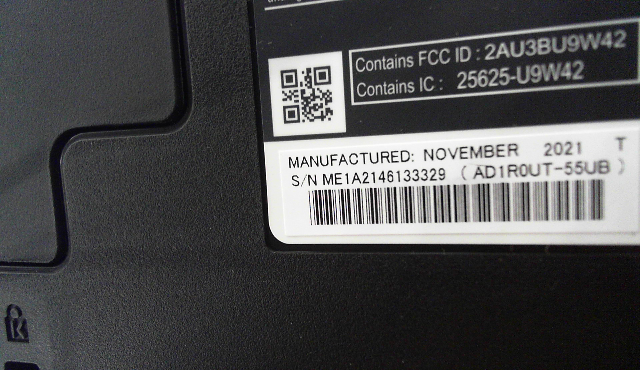 Contains FCC ID : 2AU3BU9W42
Contains IC : 25625-U9W42
MANUFACTURED: NOVEMBER 2021 T
S/N ME1A2146133329 ( AD1R0UT-55UB )